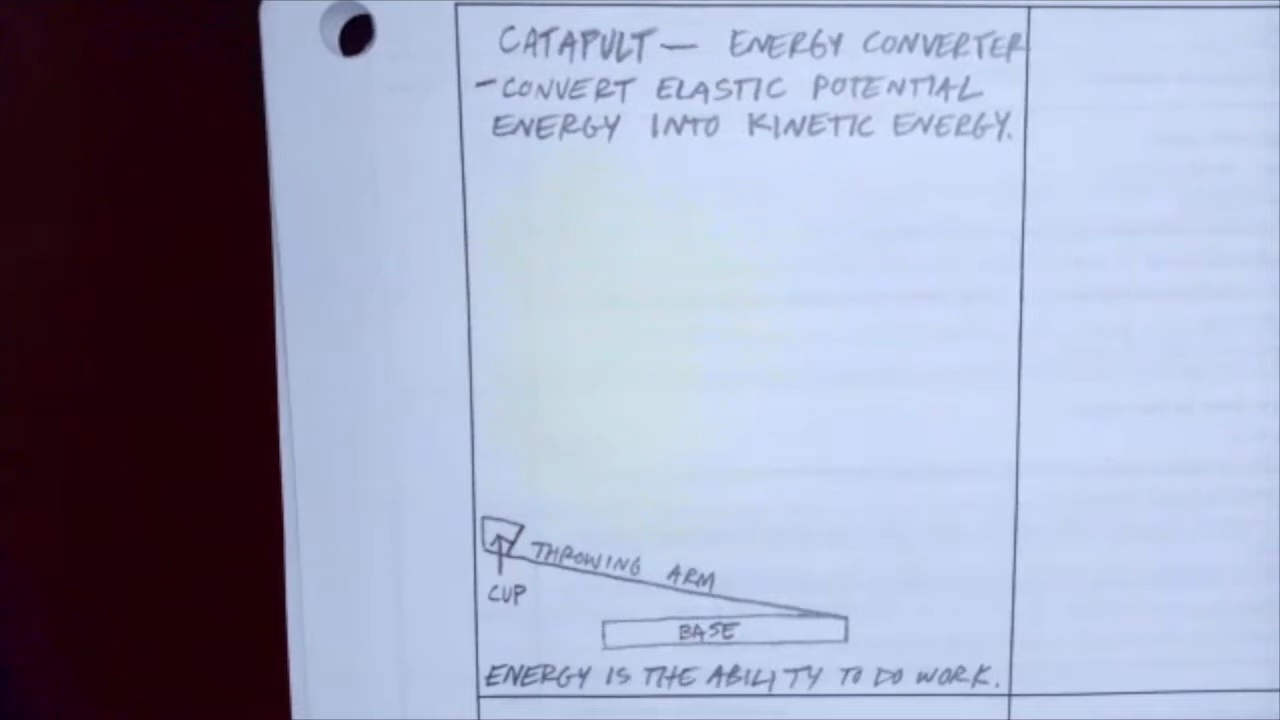 CATAPULT — ENERGY CONVERTER
-CONVERT ELASTIC POTENTIAL
ENERGY INTO KINETIC ENERGY.
THROWING ARM
CUP
BASE
ENERGY IS THE ABILITY TO DO WORK.